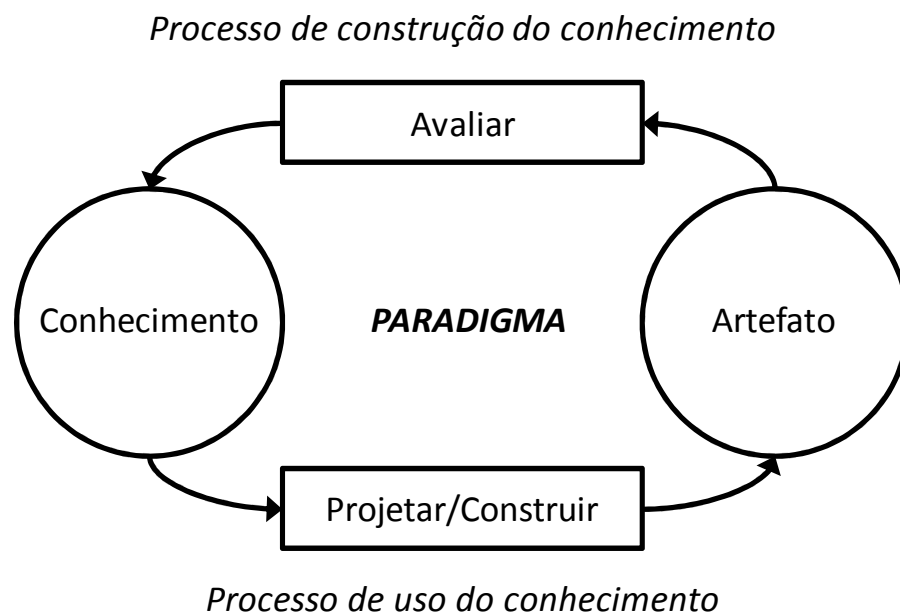 Processo de construção do conhecimento
Avaliar
Conhecimento
PARADIGMA
Artefato
Projetar/Construir
Processo de uso do conhecimento